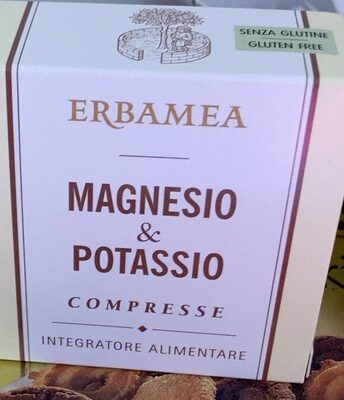 SENZA GLUTINE
GLUTEN FREE
ERBAMEA
MAGNESIO
&
POTASSIO
COMPRESSE
INTEGRATORE ALIMENTARE